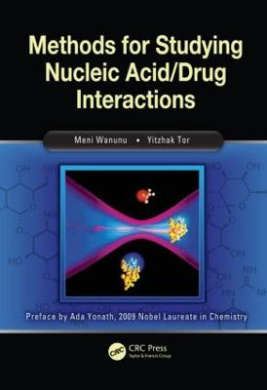 Methods for Studying
Nucleic Acid/Drug
Interactions
Meni Wanunu • Yitzhak Tor
Preface by Ada Yonath, 2009 Nobel Laureate in Chemistry
CRC
CRC Press
Taylor & Francis Group